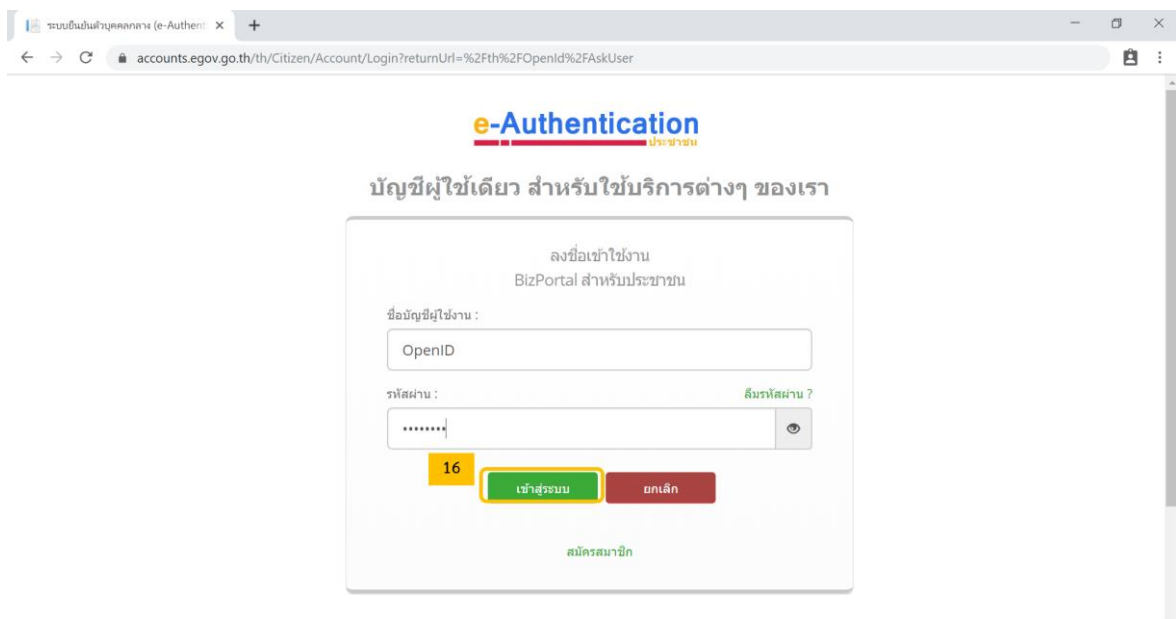 ระบบยืนยันตัวบุคคลกลาง (e-Authent
accounts.egov.go.th/th/Citizen/Account/Login?returnUrl=%2Fth%2FOpenId%2FAskUser
e-Authentication
ประชาชน
บัญชีผู้ใช้เดียว สำหรับใช้บริการต่างๆ ของเรา
ลงชื่อเข้าใช้งาน
BizPortal สำหรับประชาชน
ชื่อบัญชีผู้ใช้งาน :
OpenID
รหัสผ่าน : ลืมรหัสผ่าน ?
••••••••
16
เข้าสู่ระบบ ยกเลิก
สมัครสมาชิก